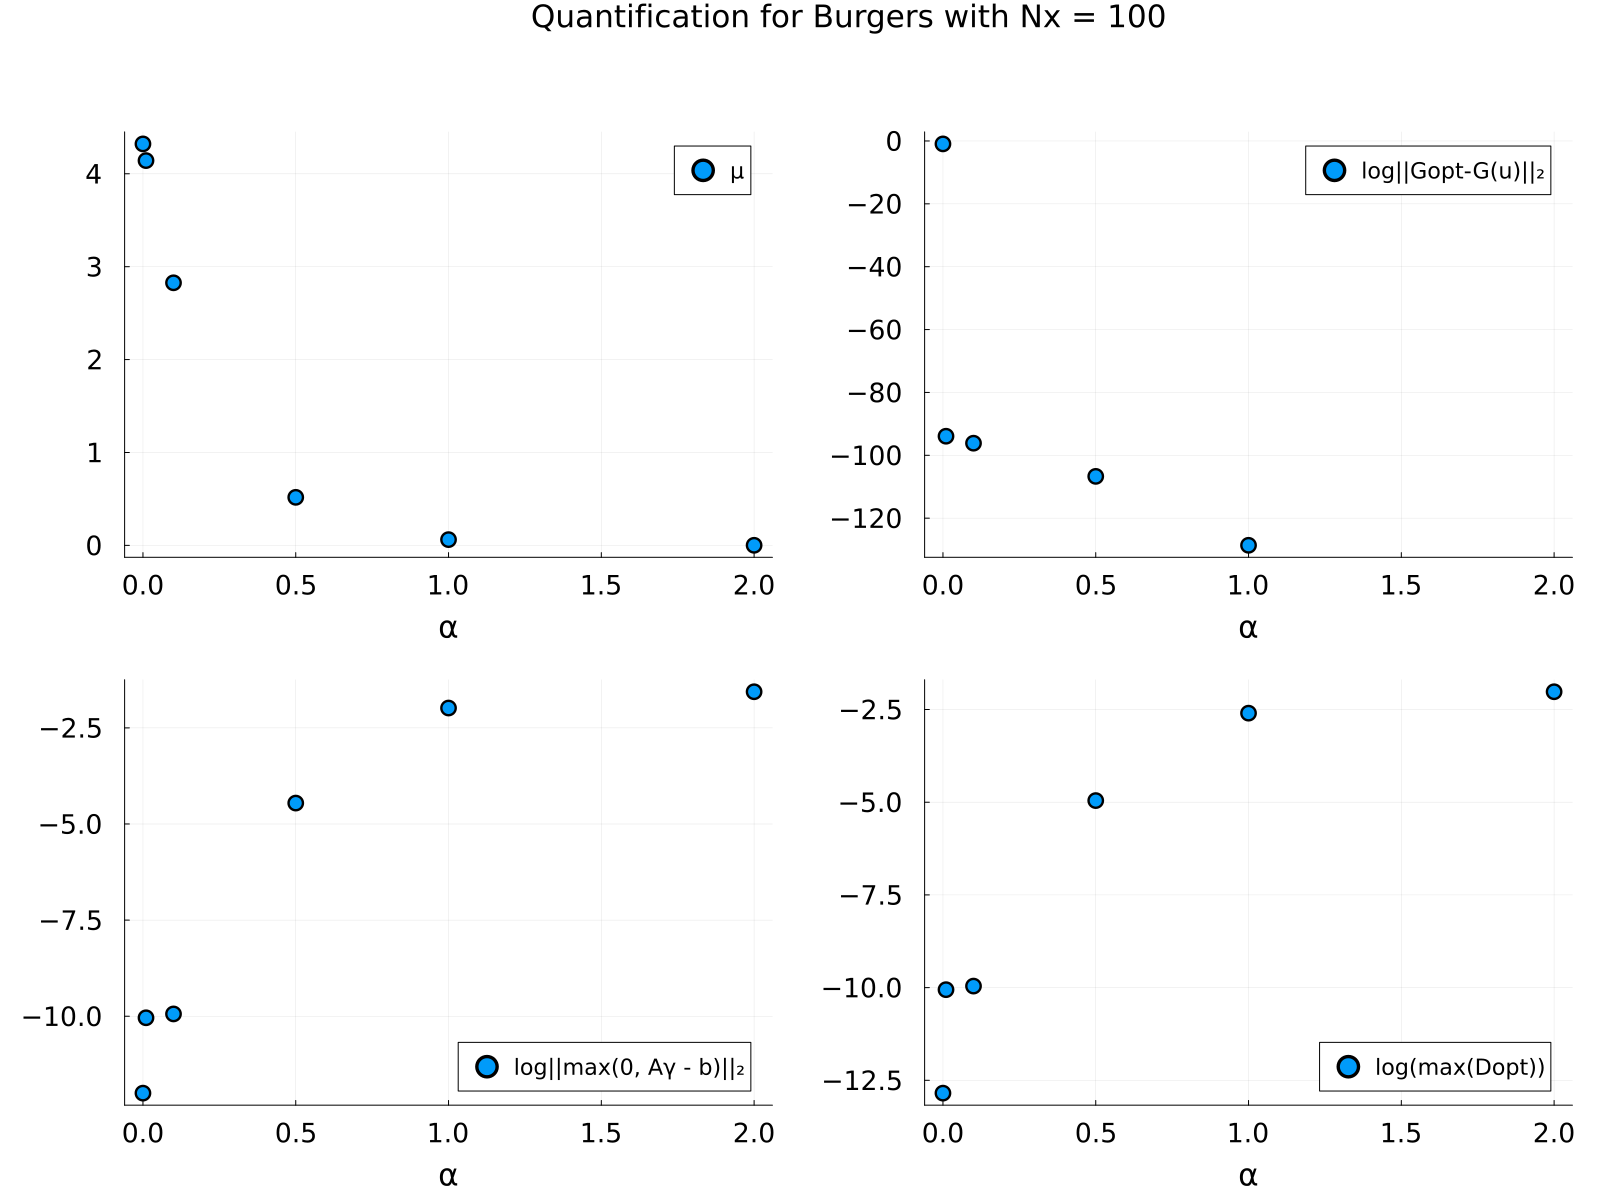 Quantification for Burgers with Nx = 100
4
3
2
1
0
0.0 0.5 1.0 1.5 2.0
α
μ
0
−20
−40
−60
−80
−100
−120
0.0 0.5 1.0 1.5 2.0
α
log||Gopt-G(u)||₂
−2.5
−5.0
−7.5
−10.0
0.0 0.5 1.0 1.5 2.0
α
log||max(0, Aγ - b)||₂
−2.5
−5.0
−7.5
−10.0
−12.5
0.0 0.5 1.0 1.5 2.0
α
log(max(Dopt))